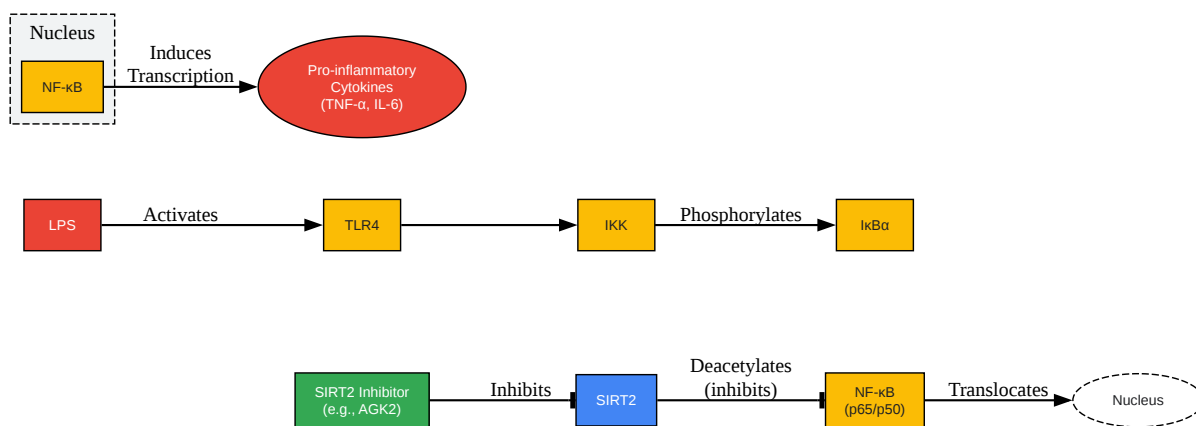 Nucleus
NF-κB
Induces
Transcription
Pro-inflammatory
Cytokines
(TNF-α, IL-6)
LPS
Activates
TLR4
IKK
Phosphorylates
IκBα
SIRT2 Inhibitor
(e.g., AGK2)
Inhibits
SIRT2
Deacetylates
(inhibits)
NF-κB
(p65/p50)
Translocates
Nucleus